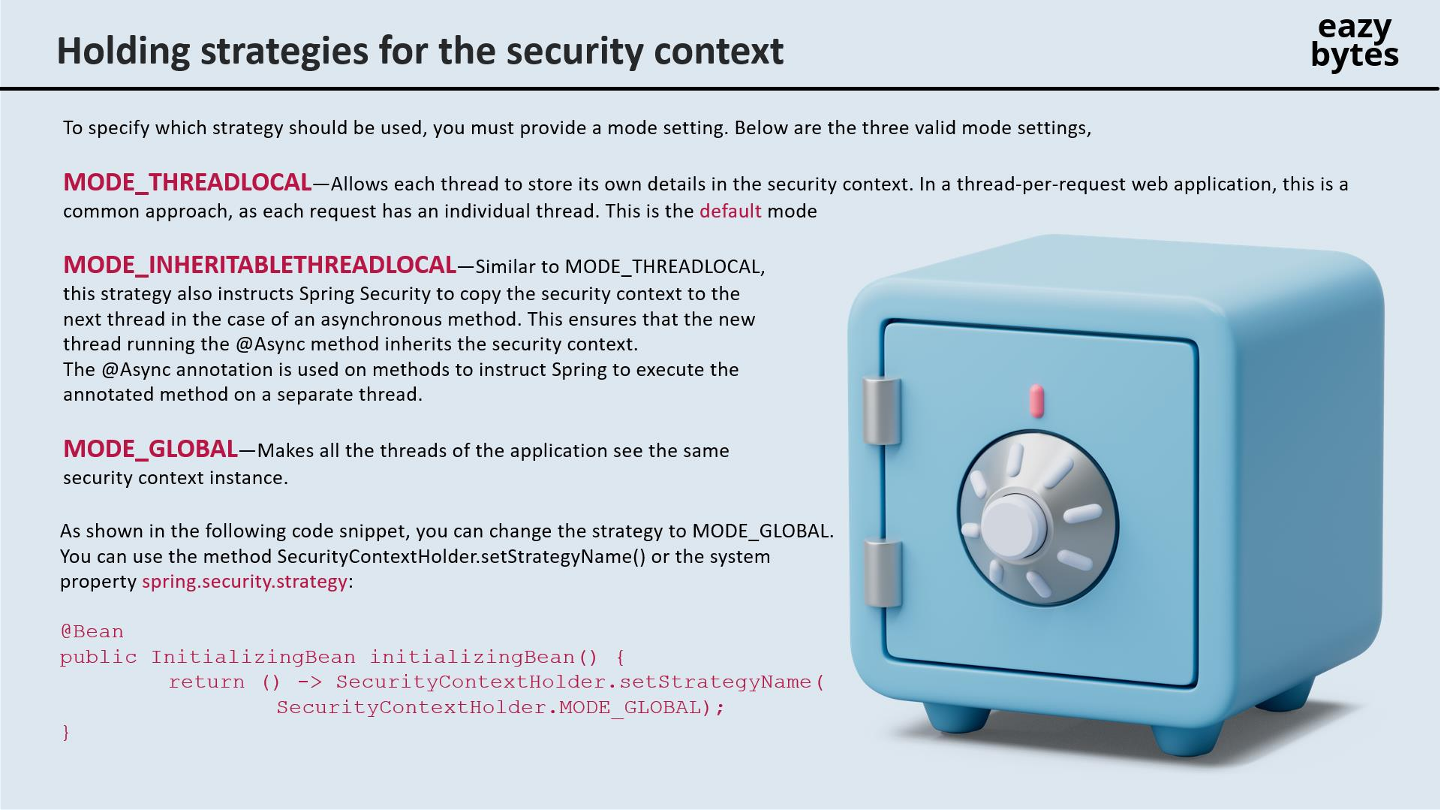 Holding strategies for the security context
eazy
bytes
To specify which strategy should be used, you must provide a mode setting. Below are the three valid mode settings,
MODE_THREADLOCAL—Allows each thread to store its own details in the security context. In a thread-per-request web application, this is a
common approach, as each request has an individual thread. This is the default mode
MODE_INHERITABLETHREADLOCAL—Similar to MODE_THREADLOCAL,
this strategy also instructs Spring Security to copy the security context to the
next thread in the case of an asynchronous method. This ensures that the new
thread running the @Async method inherits the security context.
The @Async annotation is used on methods to instruct Spring to execute the
annotated method on a separate thread.
MODE_GLOBAL—Makes all the threads of the application see the same
security context instance.
As shown in the following code snippet, you can change the strategy to MODE_GLOBAL.
You can use the method SecurityContextHolder.setStrategyName() or the system
property spring.security.strategy:
@Bean
public InitializingBean initializingBean() {
return () -> SecurityContextHolder.setStrategyName(
SecurityContextHolder.MODE_GLOBAL);
}